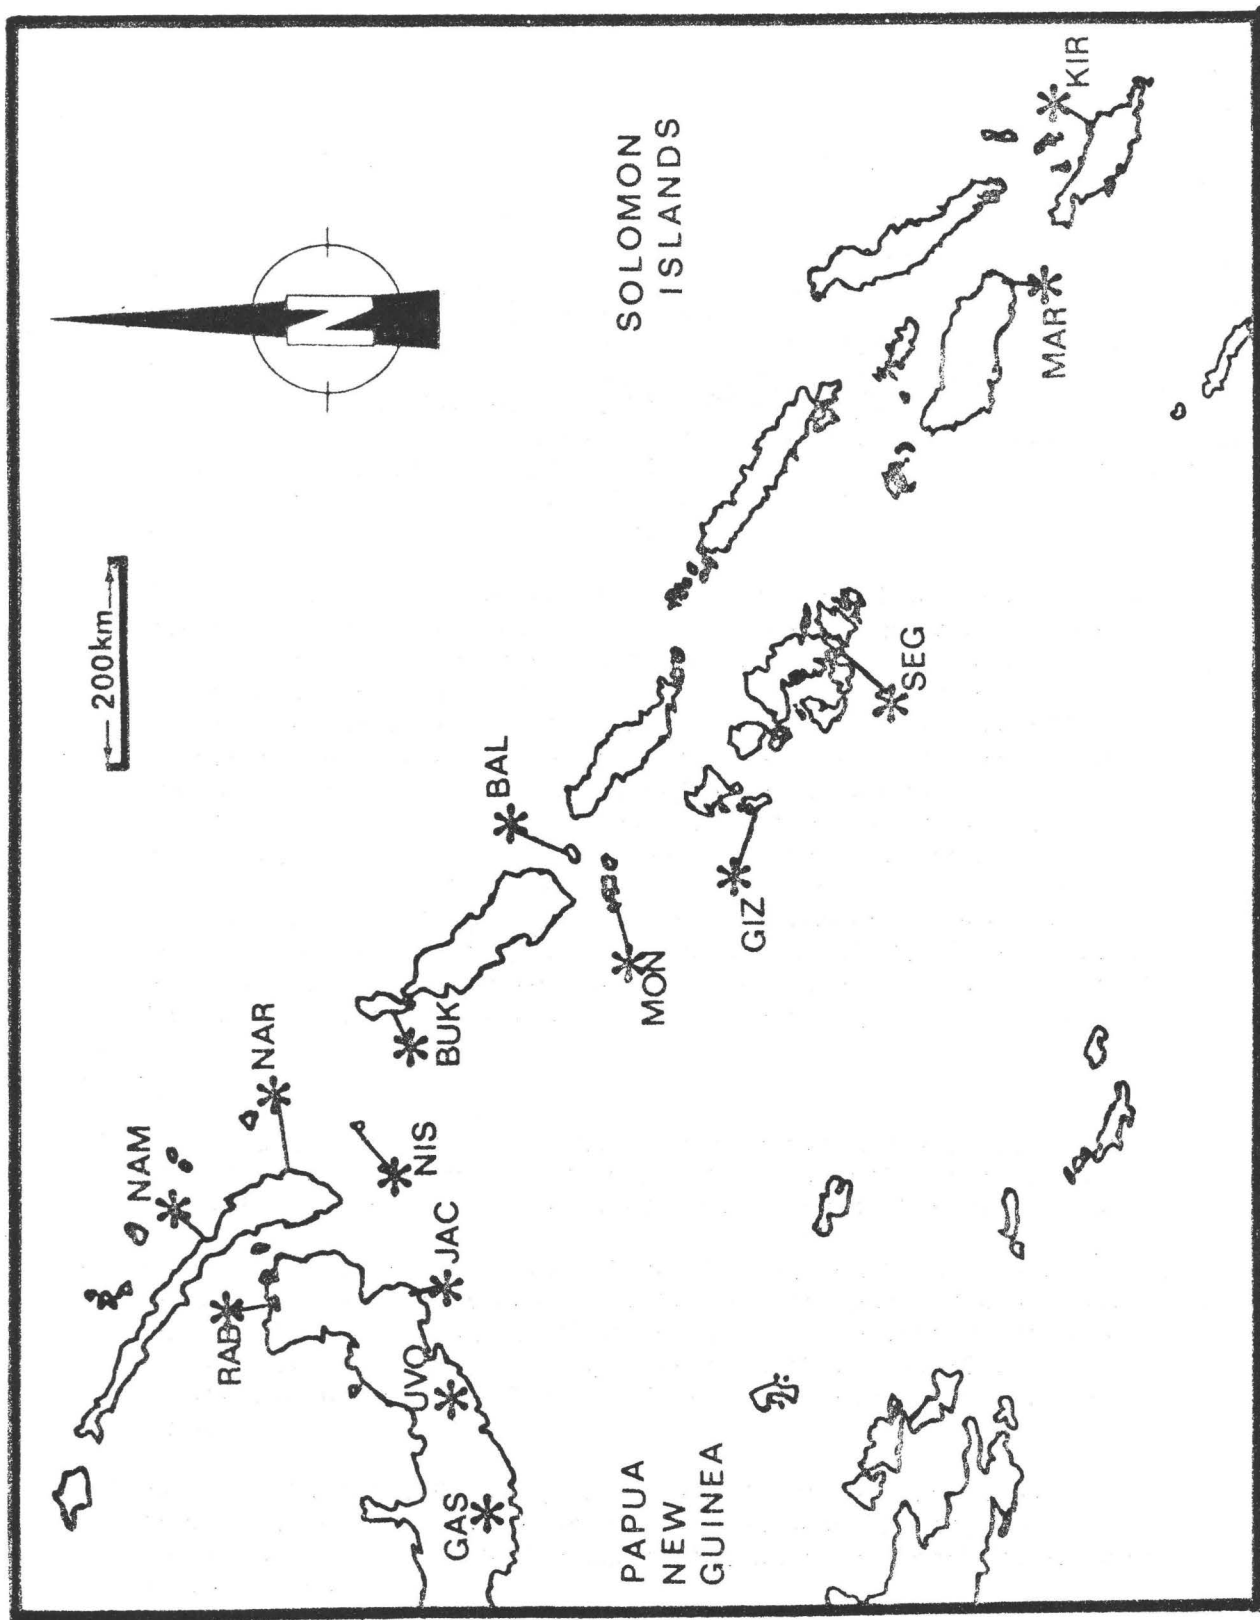 N
200km
SOLOMON
ISLANDS
KIR
MAR
SEG
BAL
GIZ
MON
BUK
NAR
NIS
NAM
JAC
RAB
UVO
GAS
PAPUA
NEW
GUINEA